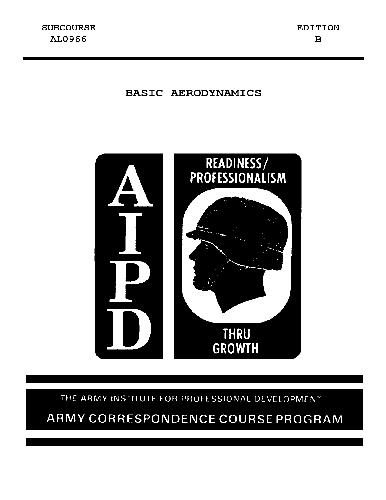 SUBCOURSE
AL0966
EDITION
B
BASIC AERODYNAMICS
AIPD
READINESS/
PROFESSIONALISM
THRU
GROWTH
THE ARMY INSTITUTE FOR PROFESSIONAL DEVELOPMENT
ARMY CORRESPONDENCE COURSE PROGRAM